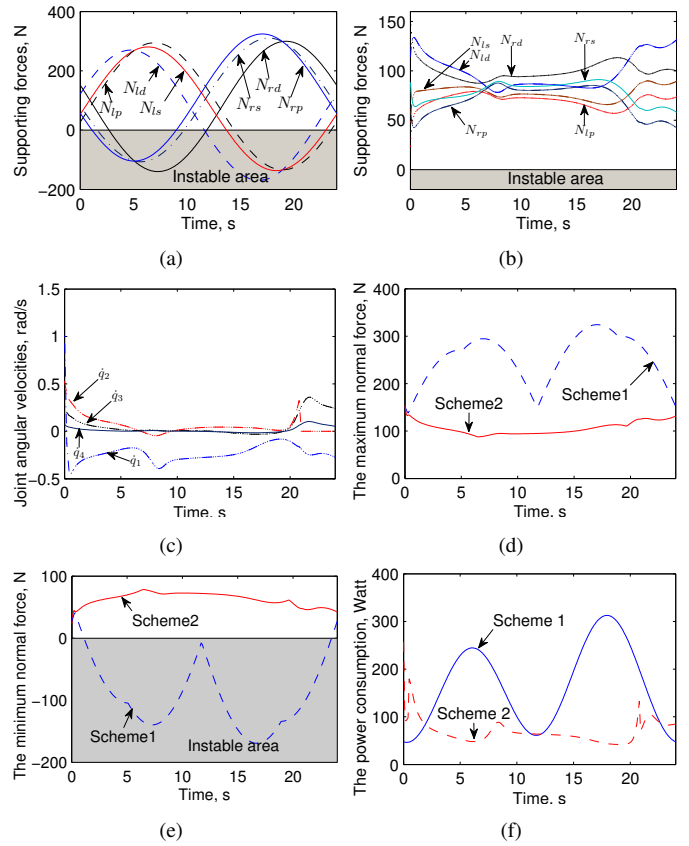 Supporting forces, N
300
200
100
0
−100
−200
N_lp
N_ld
N_ls
N_rs
N_rd
N_rp
Instable area
0 5 10 15 20
Time, s
(a)
Supporting forces, N
150
100
50
0
N_ls
N_ld
N_rd
N_rs
N_rp
N_lp
Instable area
0 5 10 15 20
Time, s
(b)
Joint angular velocities, rad/s
1.5
1
0.5
0
−0.5
q̇_2
q̇_3
q̇_4
q̇_1
0 5 10 15 20
Time, s
(c)
The maximum normal force, N
400
300
200
100
0
Scheme1
Scheme2
0 5 10 15 20
Time, s
(d)
The minimum normal force, N
100
0
−100
−200
Scheme2
Scheme1
Instable area
0 5 10 15 20
Time, s
(e)
The power consumption, Watt
400
300
200
100
0
Scheme 1
Scheme 2
0 5 10 15 20
Time, s
(f)